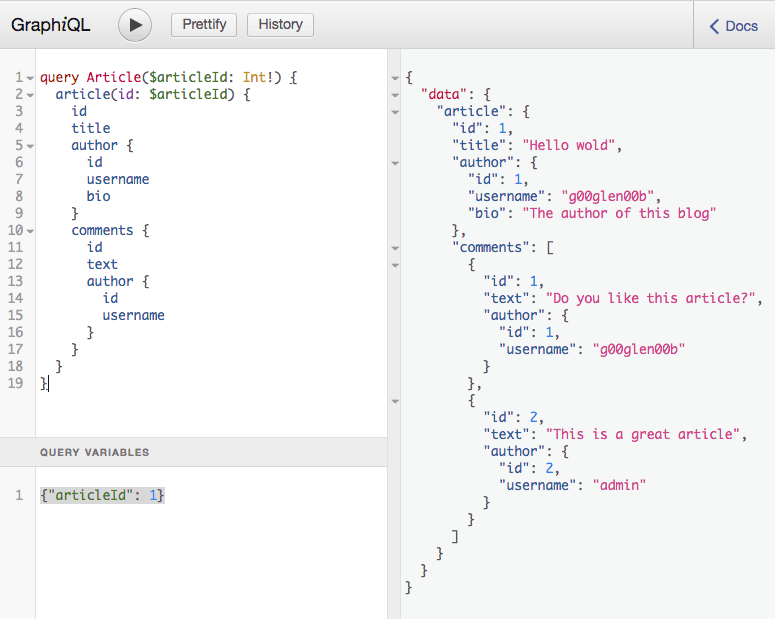 GraphiQL
Prettify
History
Docs
1 query Article($articleId: Int!) {
2   article(id: $articleId) {
3     id
4     title
5     author {
6       id
7       username
8       bio
9     }
10    comments {
11      id
12      text
13      author {
14        id
15        username
16      }
17    }
18  }
19 }
QUERY VARIABLES
1 {"articleId": 1}
{
  "data": {
    "article": {
      "id": 1,
      "title": "Hello wold",
      "author": {
        "id": 1,
        "username": "g00glen00b",
        "bio": "The author of this blog"
      },
      "comments": [
        {
          "id": 1,
          "text": "Do you like this article?",
          "author": {
            "id": 1,
            "username": "g00glen00b"
          }
        },
        {
          "id": 2,
          "text": "This is a great article",
          "author": {
            "id": 2,
            "username": "admin"
          }
        }
      ]
    }
  }
}